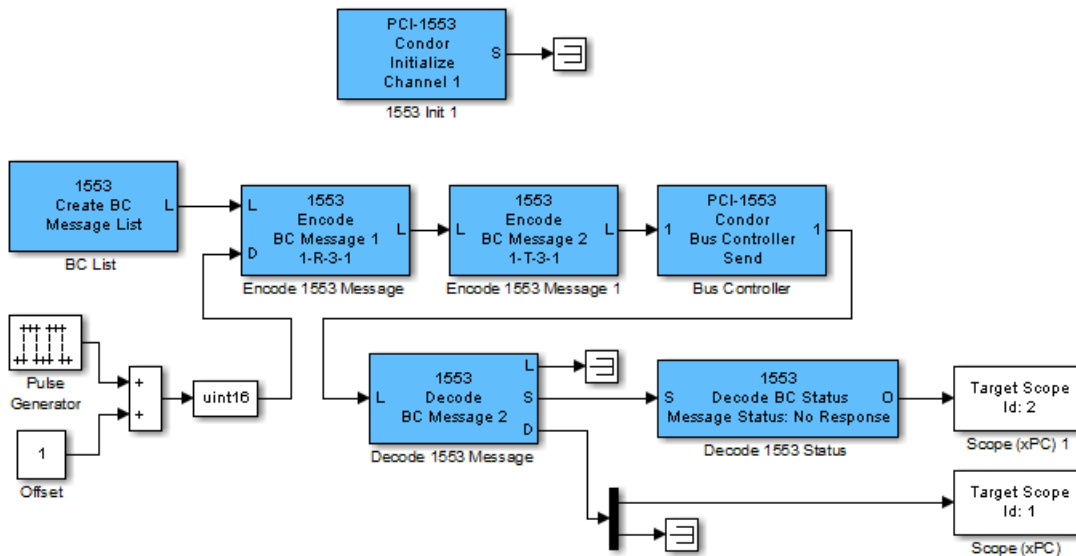 PCI-1553
Condor
Initialize
Channel 1
S
1553 Init 1
1553
Create BC
Message List
L
BC List
L
D
1553
Encode
BC Message 1
1-R-3-1
L
Encode 1553 Message
L
1553
Encode
BC Message 2
1-T-3-1
L
Encode 1553 Message 1
1
PCI-1553
Condor
Bus Controller
Send
1
Bus Controller
Pulse
Generator
+
+
uint16
1
Offset
L
1553
Decode
BC Message 2
L
S
D
Decode 1553 Message
S
1553
Decode BC Status
Message Status: No Response
O
Decode 1553 Status
Target Scope
Id: 2
Scope (xPC) 1
Target Scope
Id: 1
Scope (xPC)